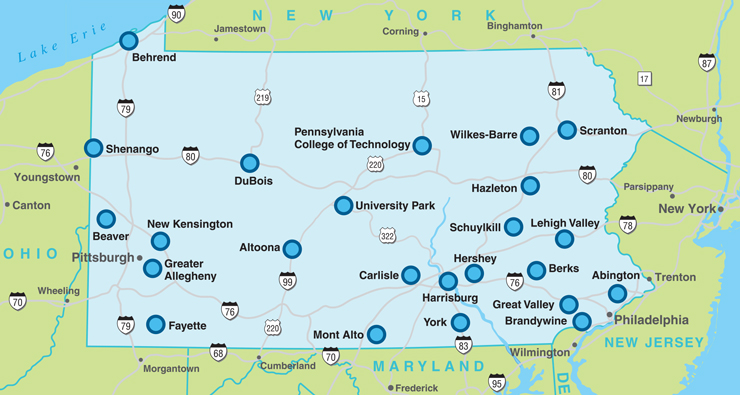 90
NEW YORK
Lake Erie
Jamestown
Corning
Binghamton
Behrend
87
17
219
15
81
79
Newburgh
Pennsylvania
College of Technology
Wilkes-Barre
Scranton
76
Shenango
80
220
DuBois
80
Youngstown
Hazleton
Parsippany
Canton
University Park
New York
Beaver
New Kensington
Schuylkill
Lehigh Valley
78
322
OHIO
Pittsburgh
Altoona
Greater
Allegheny
Hershey
Carlisle
Berks
Abington
Trenton
99
76
Wheeling
70
Harrisburg
Great Valley
76
79
Fayette
220
Mont Alto
York
Brandywine
Philadelphia
83
NEW JERSEY
68
70
Wilmington
Morgantown
Cumberland
MARYLAND
DE
95
Frederick